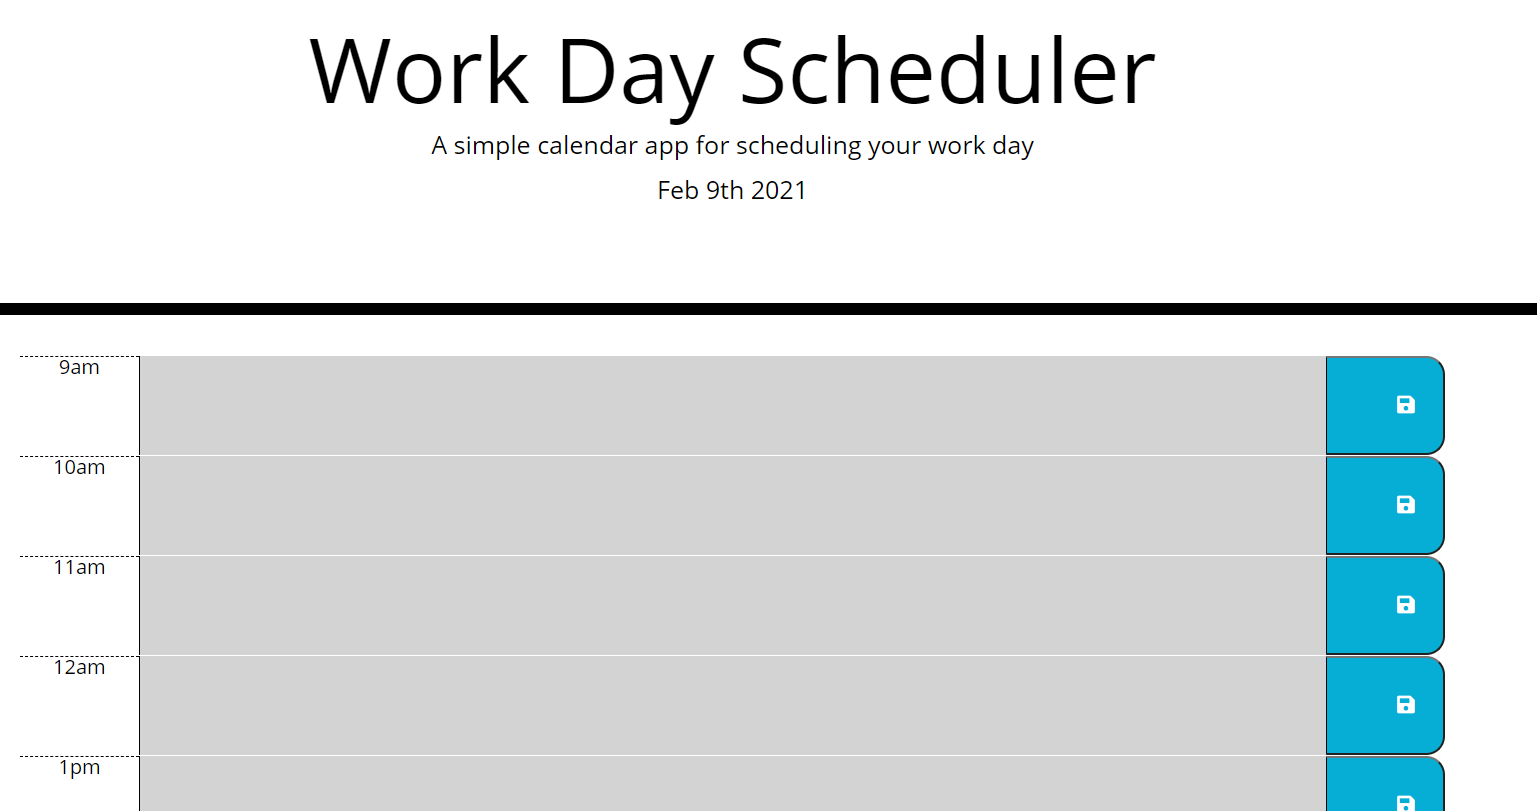 Work Day Scheduler
A simple calendar app for scheduling your work day
Feb 9th 2021
9am
10am
11am
12am
1pm